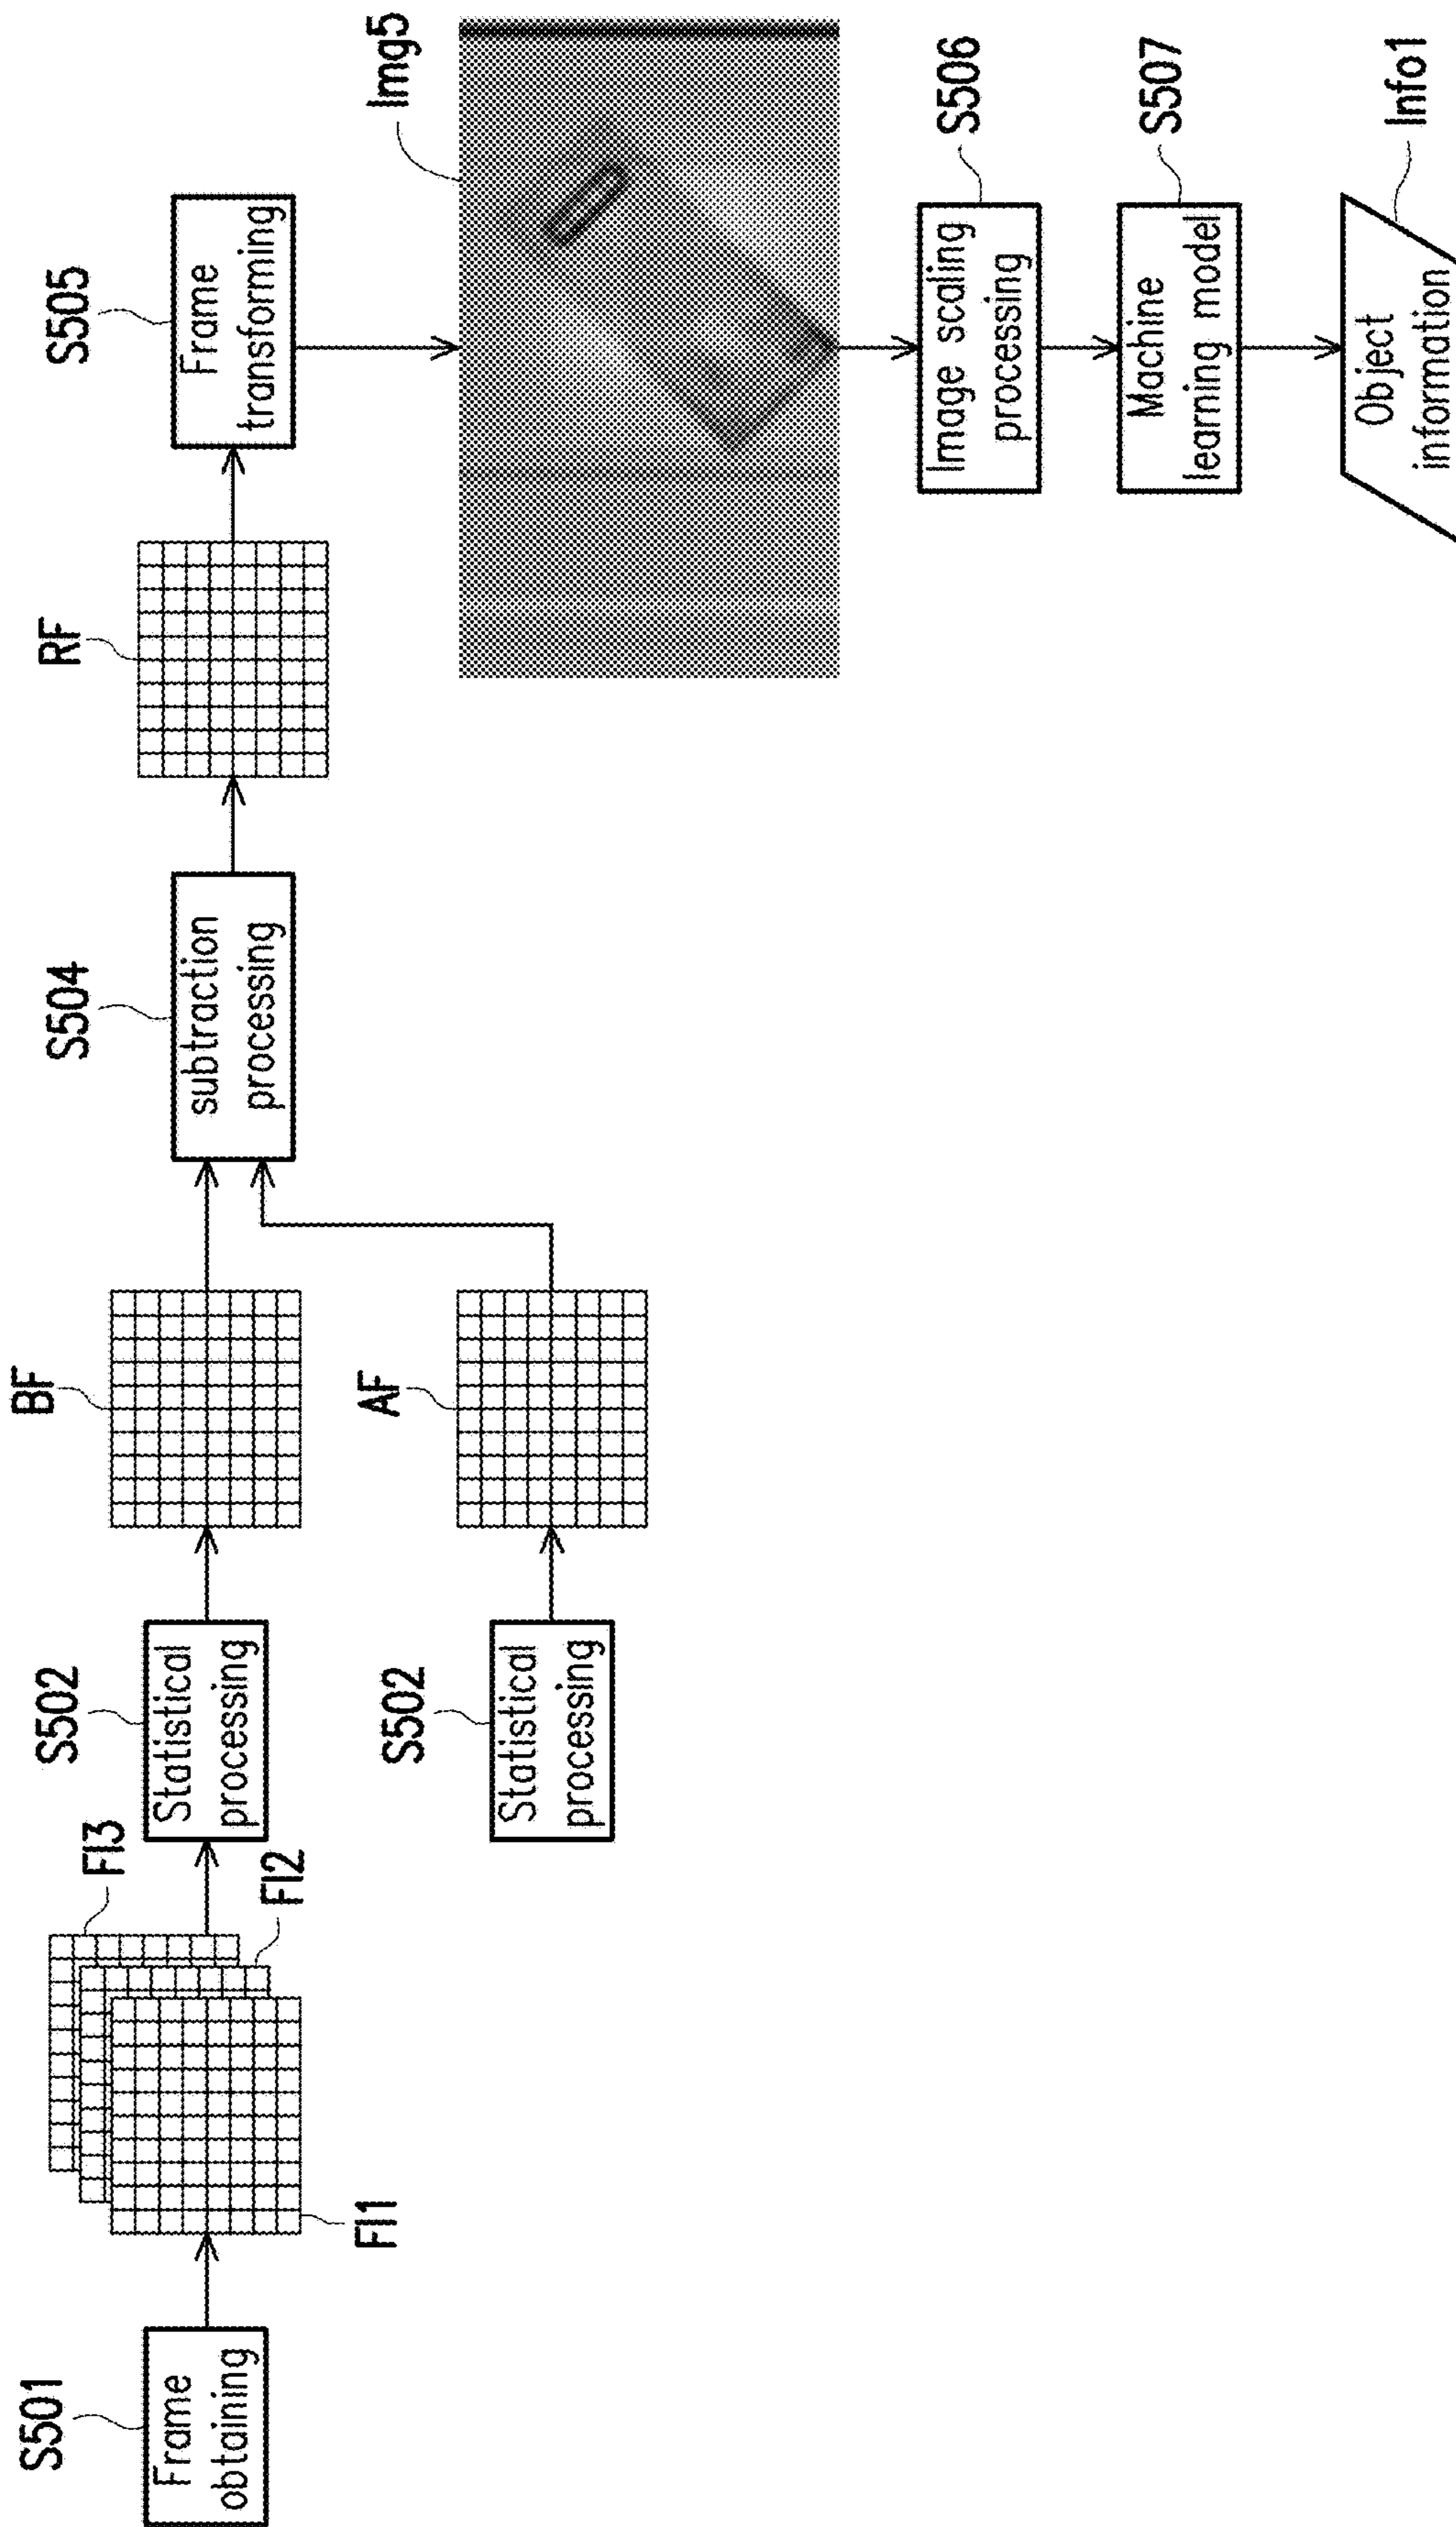 S501
Frame
obtaining
FI1
FI2
FI3
S502
Statistical
processing
BF
S502
Statistical
processing
AF
S504
subtraction
processing
RF
S505
Frame
transforming
Img5
S506
Image scaling
processing
S507
Machine
learning model
Info1
Object
information